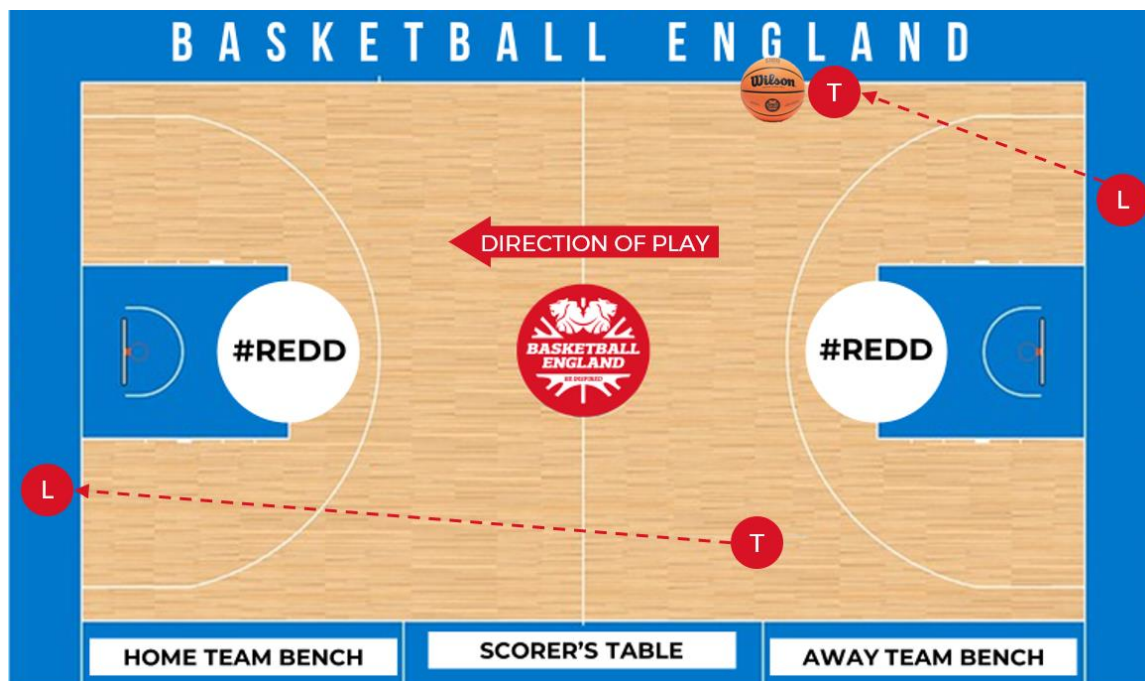 BASKETBALL ENGLAND
Wilson
T
L
DIRECTION OF PLAY
#REDD
BASKETBALL
ENGLAND
#REDD
L
T
HOME TEAM BENCH
SCORER'S TABLE
AWAY TEAM BENCH